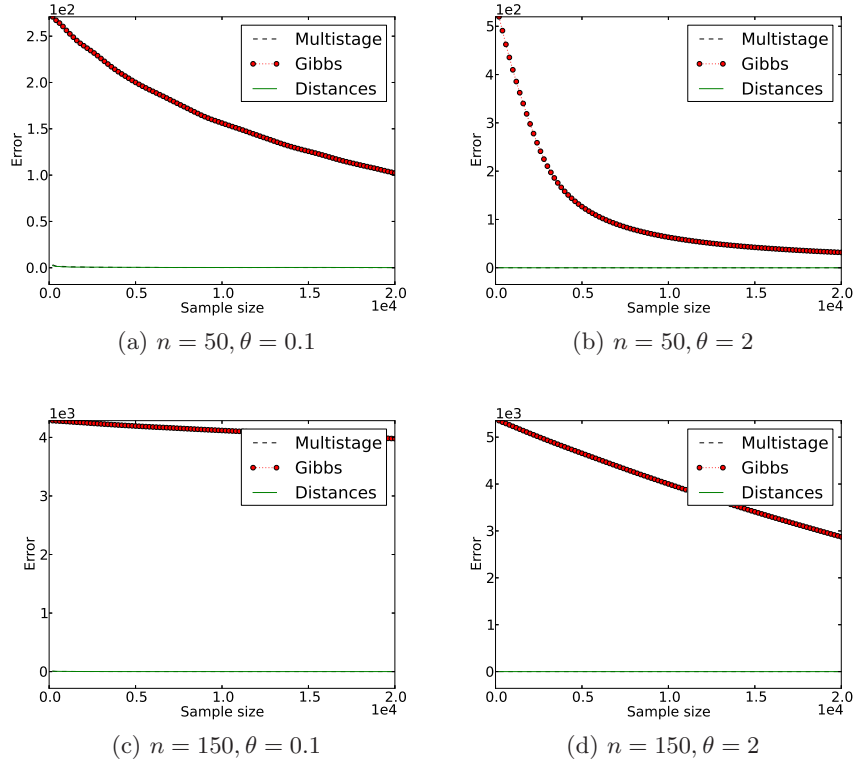 1e2
2.5
2.0
1.5
1.0
0.5
0.0
Error
Multistage
Gibbs
Distances
0.0 0.5 1.0 1.5 2.0
Sample size
1e4
(a) n = 50, θ = 0.1
1e2
5
4
3
2
1
0
Error
Multistage
Gibbs
Distances
0.0 0.5 1.0 1.5 2.0
Sample size
1e4
(b) n = 50, θ = 2
1e3
4
3
2
1
0
Error
Multistage
Gibbs
Distances
0.0 0.5 1.0 1.5 2.0
Sample size
1e4
(c) n = 150, θ = 0.1
1e3
5
4
3
2
1
0
Error
Multistage
Gibbs
Distances
0.0 0.5 1.0 1.5 2.0
Sample size
1e4
(d) n = 150, θ = 2